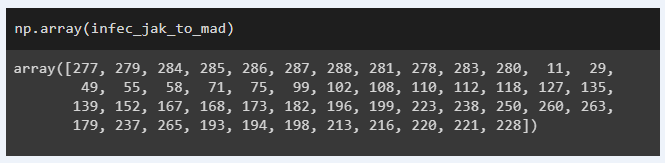 np.array(infec_jak_to_mad)
array([277, 279, 284, 285, 286, 287, 288, 281, 278, 283, 280,  11,  29,
        49,  55,  58,  71,  75,  99, 102, 108, 110, 112, 118, 127, 135,
       139, 152, 167, 168, 173, 182, 196, 199, 223, 238, 250, 260, 263,
       179, 237, 265, 193, 194, 198, 213, 216, 220, 221, 228])